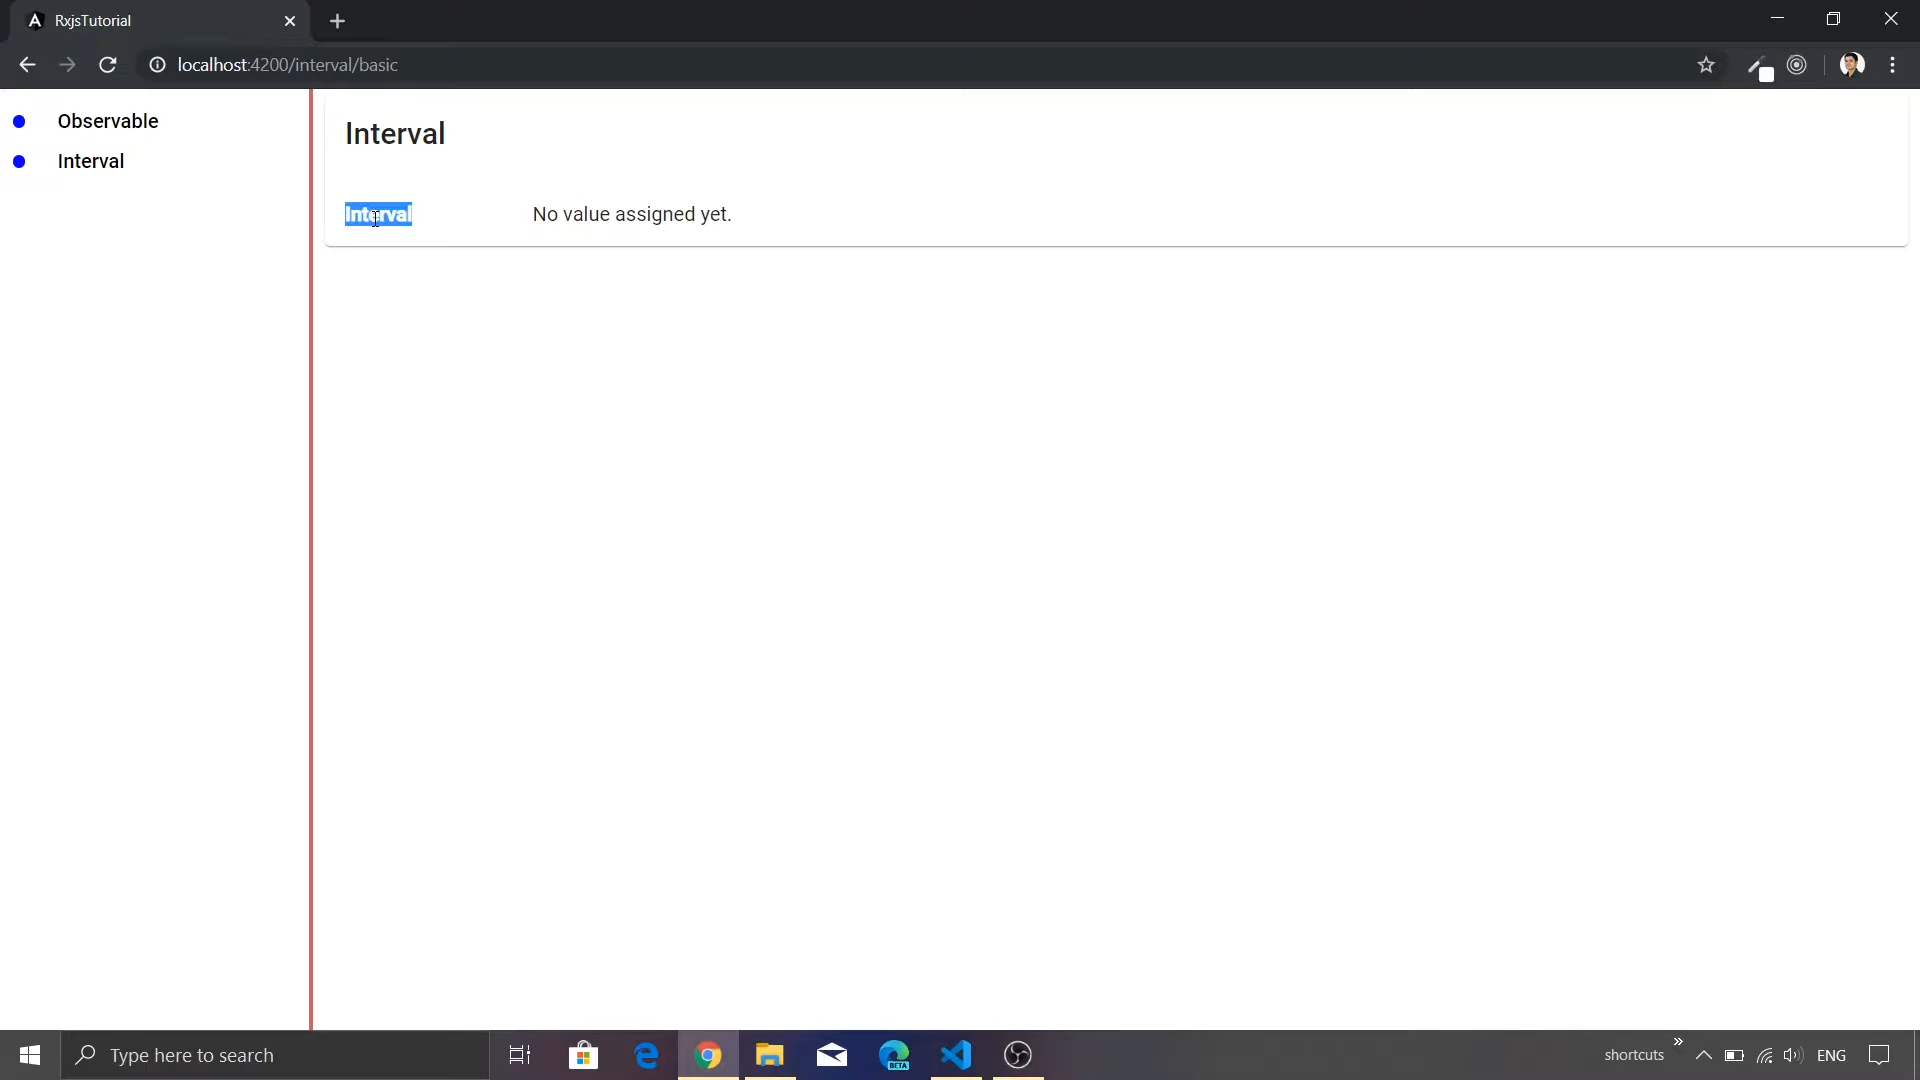 RxjsTutorial
localhost:4200/interval/basic
Observable
Interval
Interval
Interval
No value assigned yet.
Type here to search
BETA
shortcuts
ENG